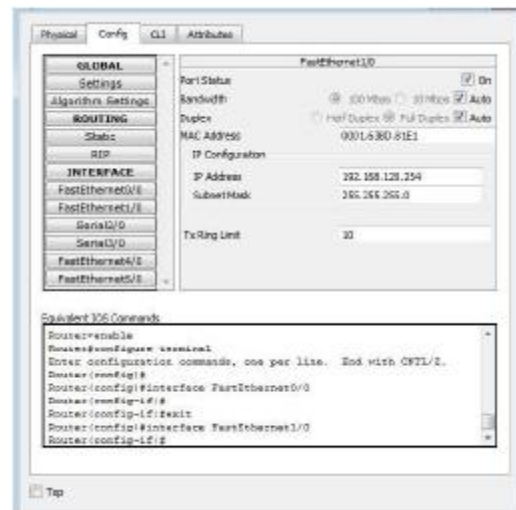 Physical Config CLI Attributes
GLOBAL
Settings
Algorithm Settings
ROUTING
Static
RIP
INTERFACE
FastEthernet0/0
FastEthernet1/0
Serial2/0
Serial3/0
FastEthernet4/0
FastEthernet5/0
FastEthernet1/0
Port Status On
Bandwidth 100 Mbps 10 Mbps Auto
Duplex Half Duplex Full Duplex Auto
MAC Address 0001.63BD.81E1
IP Configuration
IP Address 192.168.128.254
Subnet Mask 255.255.255.0
Tx Ring Limit 10
Equivalent IOS Commands
Router>enable
Router#configure terminal
Enter configuration commands, one per line. End with CNTL/Z.
Router(config)#
Router(config)#interface FastEthernet0/0
Router(config-if)#
Router(config-if)#exit
Router(config)#interface FastEthernet1/0
Router(config-if)#
Top